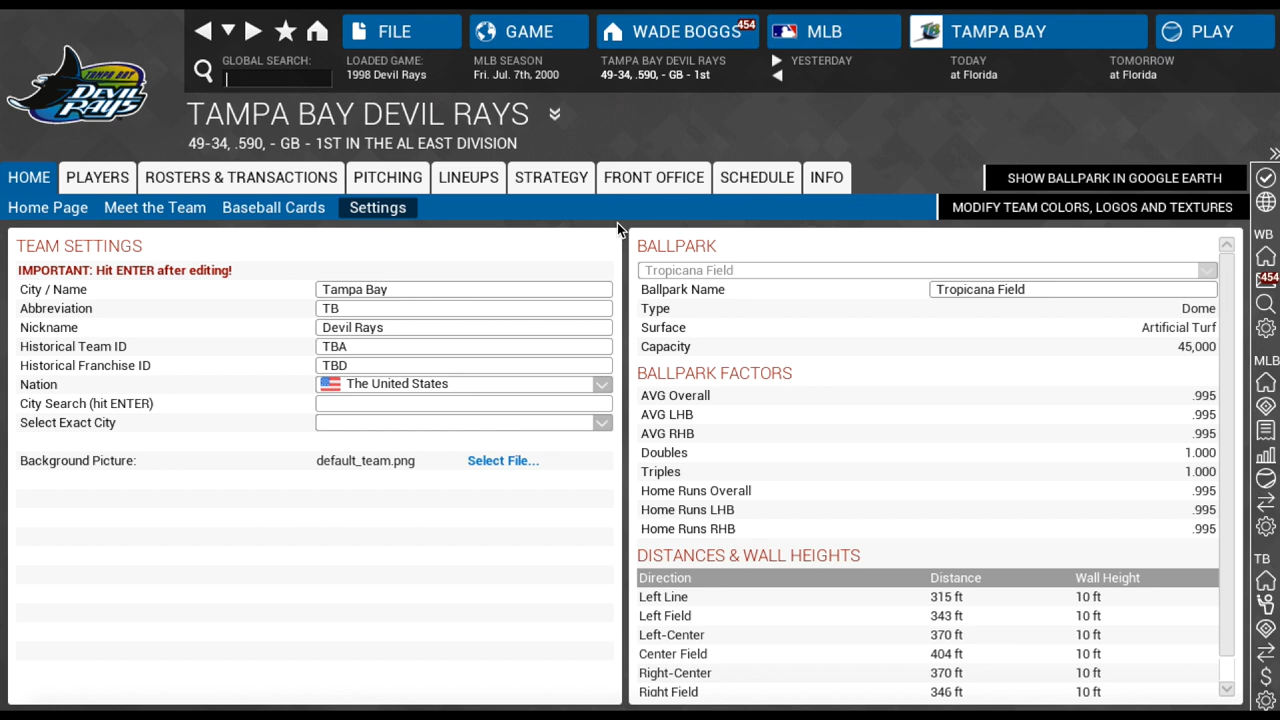 FILE
GAME
WADE BOGGS 454
MLB
TAMPA BAY
PLAY
GLOBAL SEARCH:
LOADED GAME:
1998 Devil Rays
MLB SEASON
Fri. Jul. 7th, 2000
TAMPA BAY DEVIL RAYS
49-34, .590, - GB - 1st
YESTERDAY
TODAY
at Florida
TOMORROW
at Florida
TAMPA BAY
DEVIL
RAYS
TAMPA BAY DEVIL RAYS
49-34, .590, - GB - 1ST IN THE AL EAST DIVISION
HOME PLAYERS ROSTERS & TRANSACTIONS PITCHING LINEUPS STRATEGY FRONT OFFICE SCHEDULE INFO
SHOW BALLPARK IN GOOGLE EARTH
Home Page Meet the Team Baseball Cards Settings
MODIFY TEAM COLORS, LOGOS AND TEXTURES
TEAM SETTINGS
IMPORTANT: Hit ENTER after editing!
City / Name Tampa Bay
Abbreviation TB
Nickname Devil Rays
Historical Team ID TBA
Historical Franchise ID TBD
Nation The United States
City Search (hit ENTER)
Select Exact City
Background Picture: default_team.png Select File...
BALLPARK
Tropicana Field
Ballpark Name Tropicana Field
Type Dome
Surface Artificial Turf
Capacity 45,000
BALLPARK FACTORS
AVG Overall .995
AVG LHB .995
AVG RHB .995
Doubles 1.000
Triples 1.000
Home Runs Overall .995
Home Runs LHB .995
Home Runs RHB .995
DISTANCES & WALL HEIGHTS
Direction Distance Wall Height
Left Line 315 ft 10 ft
Left Field 343 ft 10 ft
Left-Center 370 ft 10 ft
Center Field 404 ft 10 ft
Right-Center 370 ft 10 ft
Right Field 346 ft 10 ft
WB
454
MLB
TB